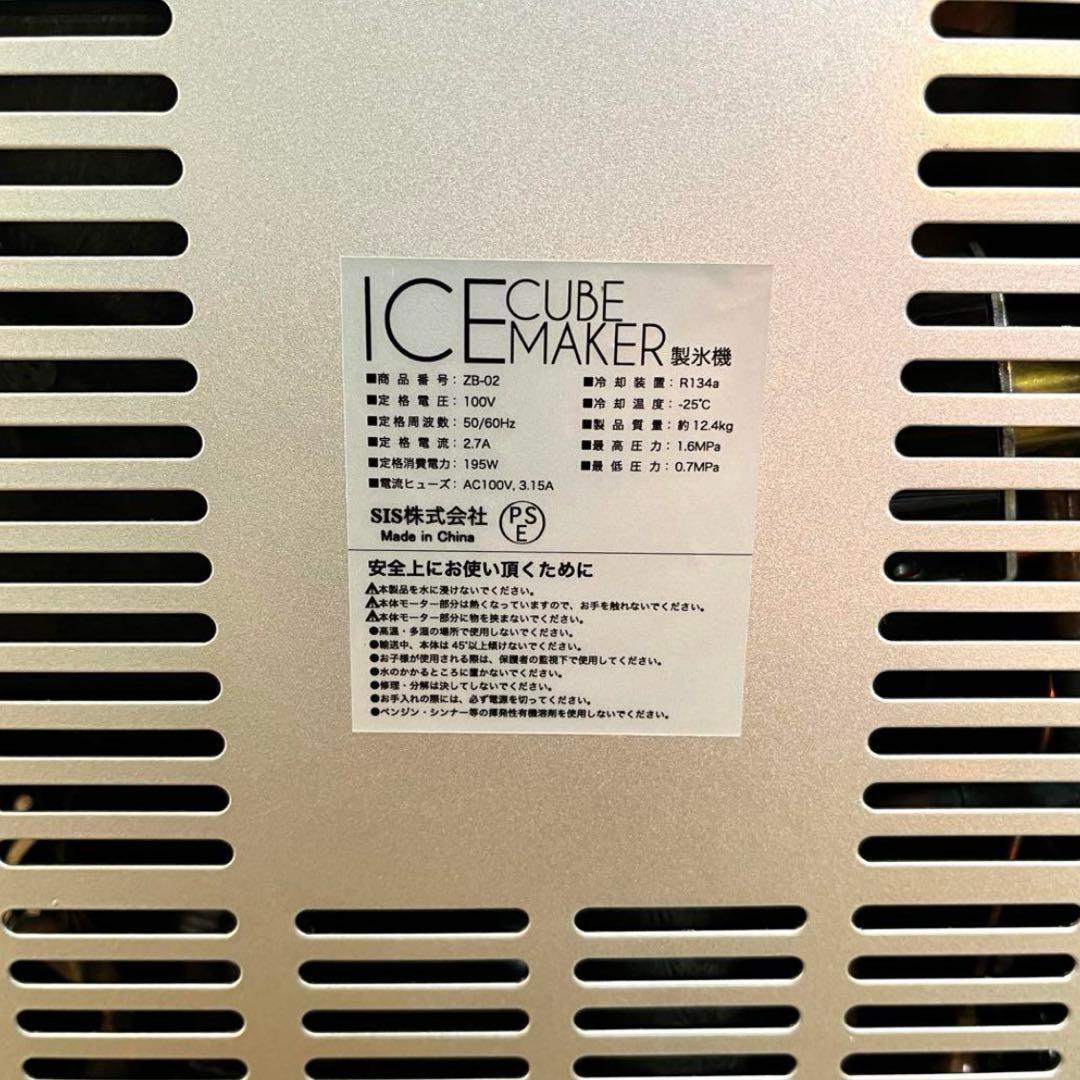 ICE CUBE MAKER 製氷機
■商品番号：ZB-02
■定格電圧：100V
■定格周波数：50/60Hz
■定格電流：2.7A
■定格消費電力：195W
■電流ヒューズ：AC100V, 3.15A
■冷却装置：R134a
■冷却温度：-25℃
■製品質量：約12.4kg
■最高圧力：1.6MPa
■最低圧力：0.7MPa
SIS株式会社
Made in China
PSE
安全上にお使い頂くために
⚠本製品を水に浸けないでください。
⚠本体モーター部分は熱くなっていますので、お手を触れないでください。
⚠本体モーター部分に物を挟まないでください。
●高温・多湿の場所で使用しないでください。
●輸送中、本体は45°以上傾けないでください。
●お子様が使用される際は、保護者の監視下で使用してください。
●水のかかるところに置かないでください。
●修理・分解は決してしないでください。
●お手入れの際には、必ず電源を切ってください。
●ベンジン・シンナー等の揮発性有機溶剤を使用しないでください。